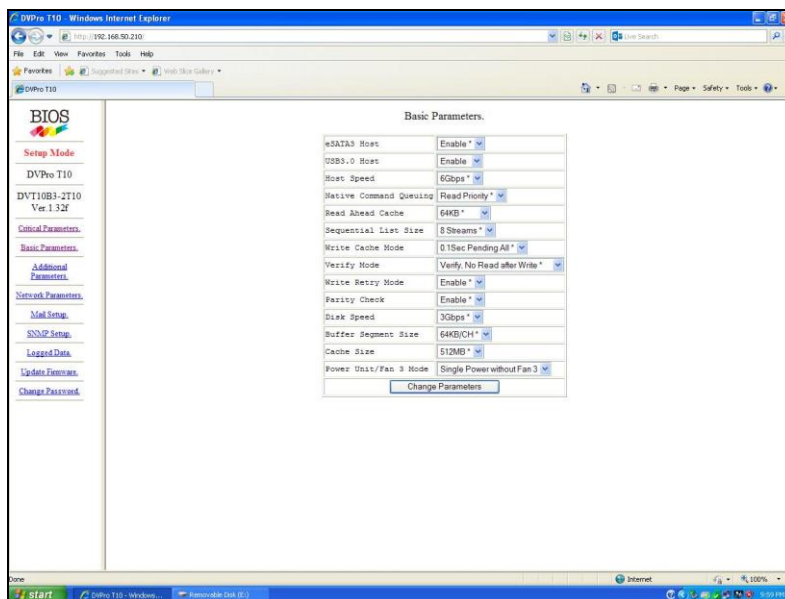 DVPro T10 - Windows Internet Explorer
http://192.168.50.210/
Live Search
File Edit View Favorites Tools Help
Favorites Suggested Sites Web Slice Gallery
DVPro T10
Page Safety Tools
BIOS
Setup Mode
DVPro T10
DVT10B3-2T10
Ver.1.32f
Critical Parameters.
Basic Parameters.
Additional
Parameters.
Network Parameters.
Mail Setup.
SNMP Setup.
Logged Data.
Update Firmware.
Change Password.
Basic Parameters.
eSATA3 Host Enable *
USB3.0 Host Enable
Host Speed 6Gbps *
Native Command Queuing Read Priority *
Read Ahead Cache 64KB *
Sequential List Size 8 Streams *
Write Cache Mode 0.1Sec Pending All *
Verify Mode Verify, No Read after Write *
Write Retry Mode Enable *
Parity Check Enable *
Disk Speed 3Gbps *
Buffer Segment Size 64KB/CH *
Cache Size 512MB *
Power Unit/Fan 3 Mode Single Power without Fan 3
Change Parameters
Done
Internet
100%
start
DVPro T10 - Windows...
Removable Disk (E:)
9:59 PM